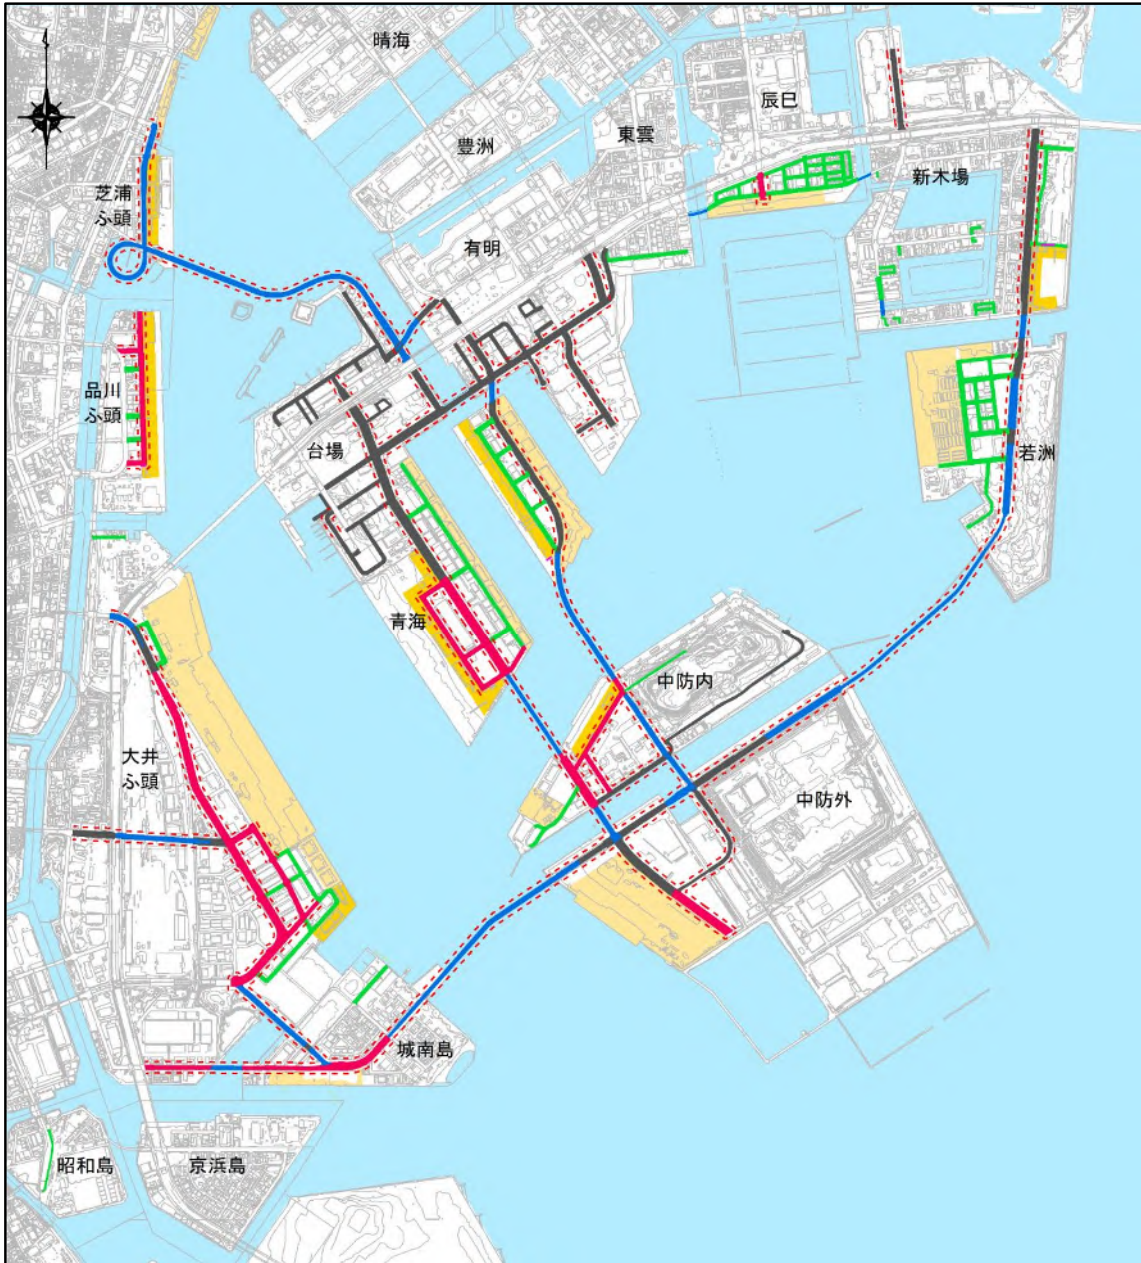 晴海
辰巳
東雲
豊洲
新木場
芝浦
ふ頭
有明
品川
ふ頭
台場
若洲
青海
中防内
大井
ふ頭
中防外
城南島
昭和島
京浜島